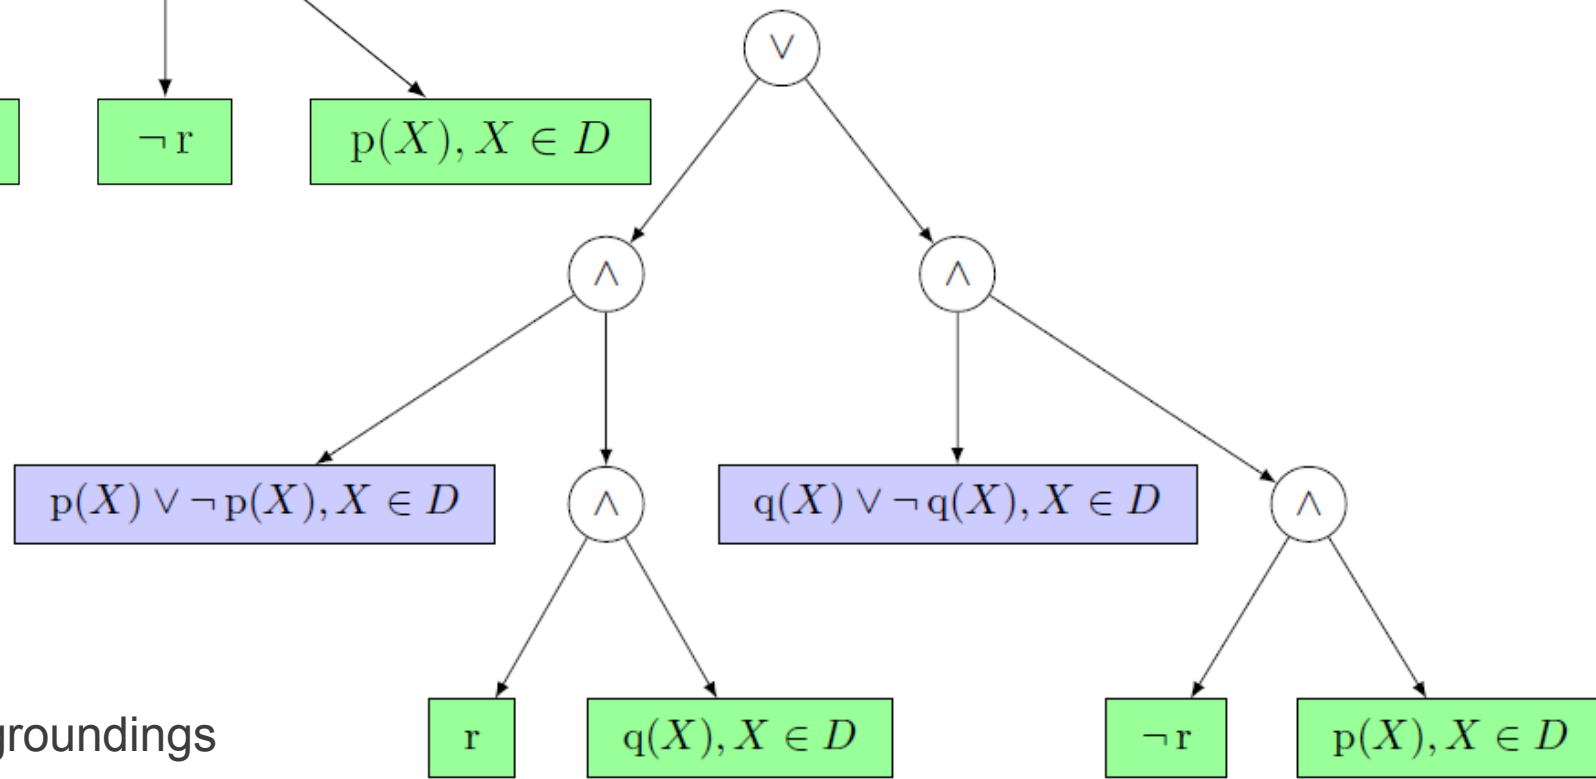 ∨
¬ r
p(X), X ∈ D
∧
∧
p(X) ∨ ¬ p(X), X ∈ D
∧
q(X) ∨ ¬ q(X), X ∈ D
∧
groundings
r
q(X), X ∈ D
¬ r
p(X), X ∈ D